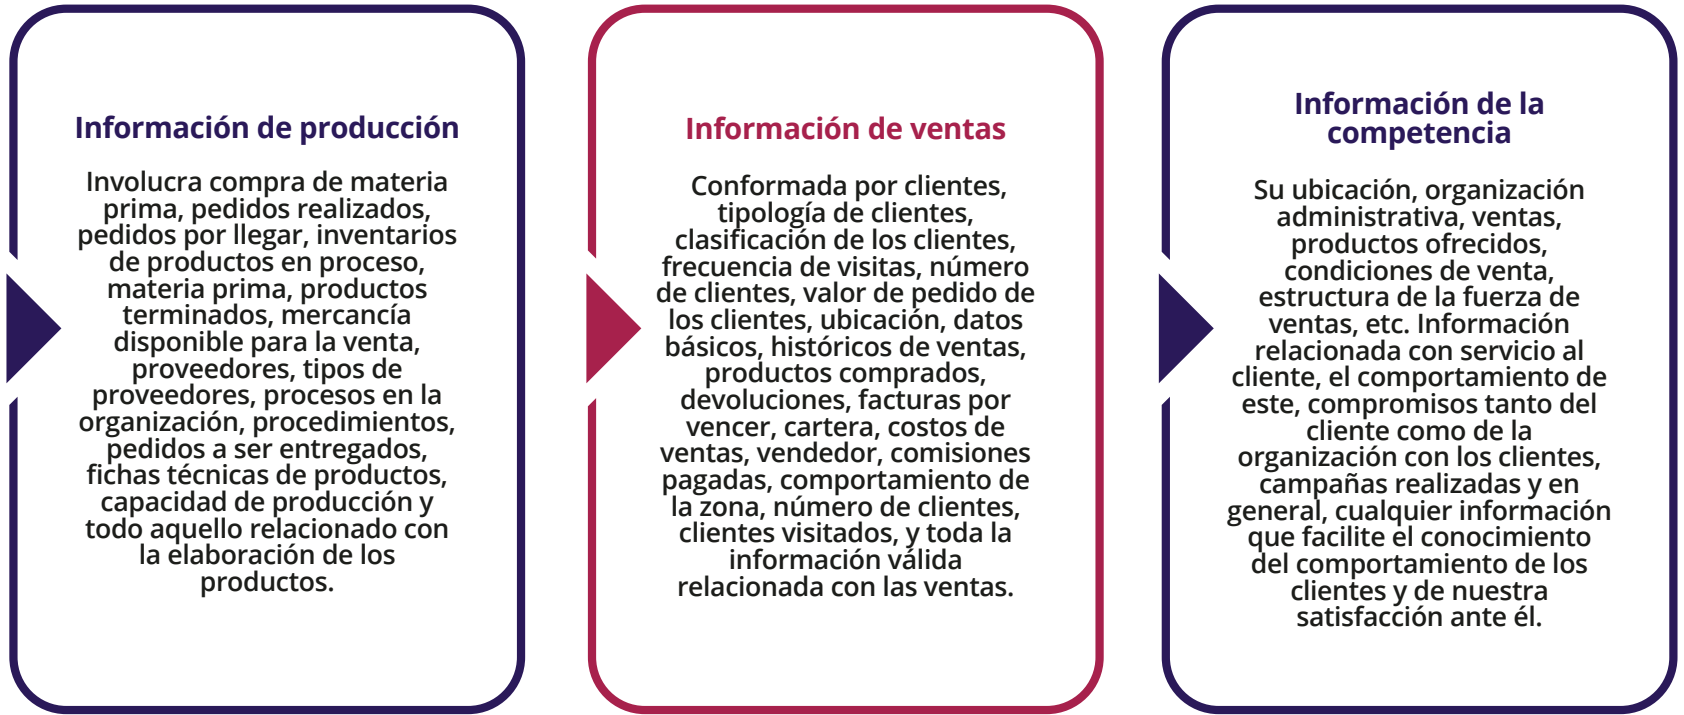 Información de producción
Involucra compra de materia
prima, pedidos realizados,
pedidos por llegar, inventarios
de productos en proceso,
materia prima, productos
terminados, mercancía
disponible para la venta,
proveedores, tipos de
proveedores, procesos en la
organización, procedimientos,
pedidos a ser entregados,
fichas técnicas de productos,
capacidad de producción y
todo aquello relacionado con
la elaboración de los
productos.
Información de ventas
Conformada por clientes,
tipología de clientes,
clasificación de los clientes,
frecuencia de visitas, número
de clientes, valor de pedido de
los clientes, ubicación, datos
básicos, históricos de ventas,
productos comprados,
devoluciones, facturas por
vencer, cartera, costos de
ventas, vendedor, comisiones
pagadas, comportamiento de
la zona, número de clientes,
clientes visitados, y toda la
información válida
relacionada con las ventas.
Información de la
competencia
Su ubicación, organización
administrativa, ventas,
productos ofrecidos,
condiciones de venta,
estructura de la fuerza de
ventas, etc. Información
relacionada con servicio al
cliente, el comportamiento de
este, compromisos tanto del
cliente como de la
organización con los clientes,
campañas realizadas y en
general, cualquier información
que facilite el conocimiento
del comportamiento de los
clientes y de nuestra
satisfacción ante él.